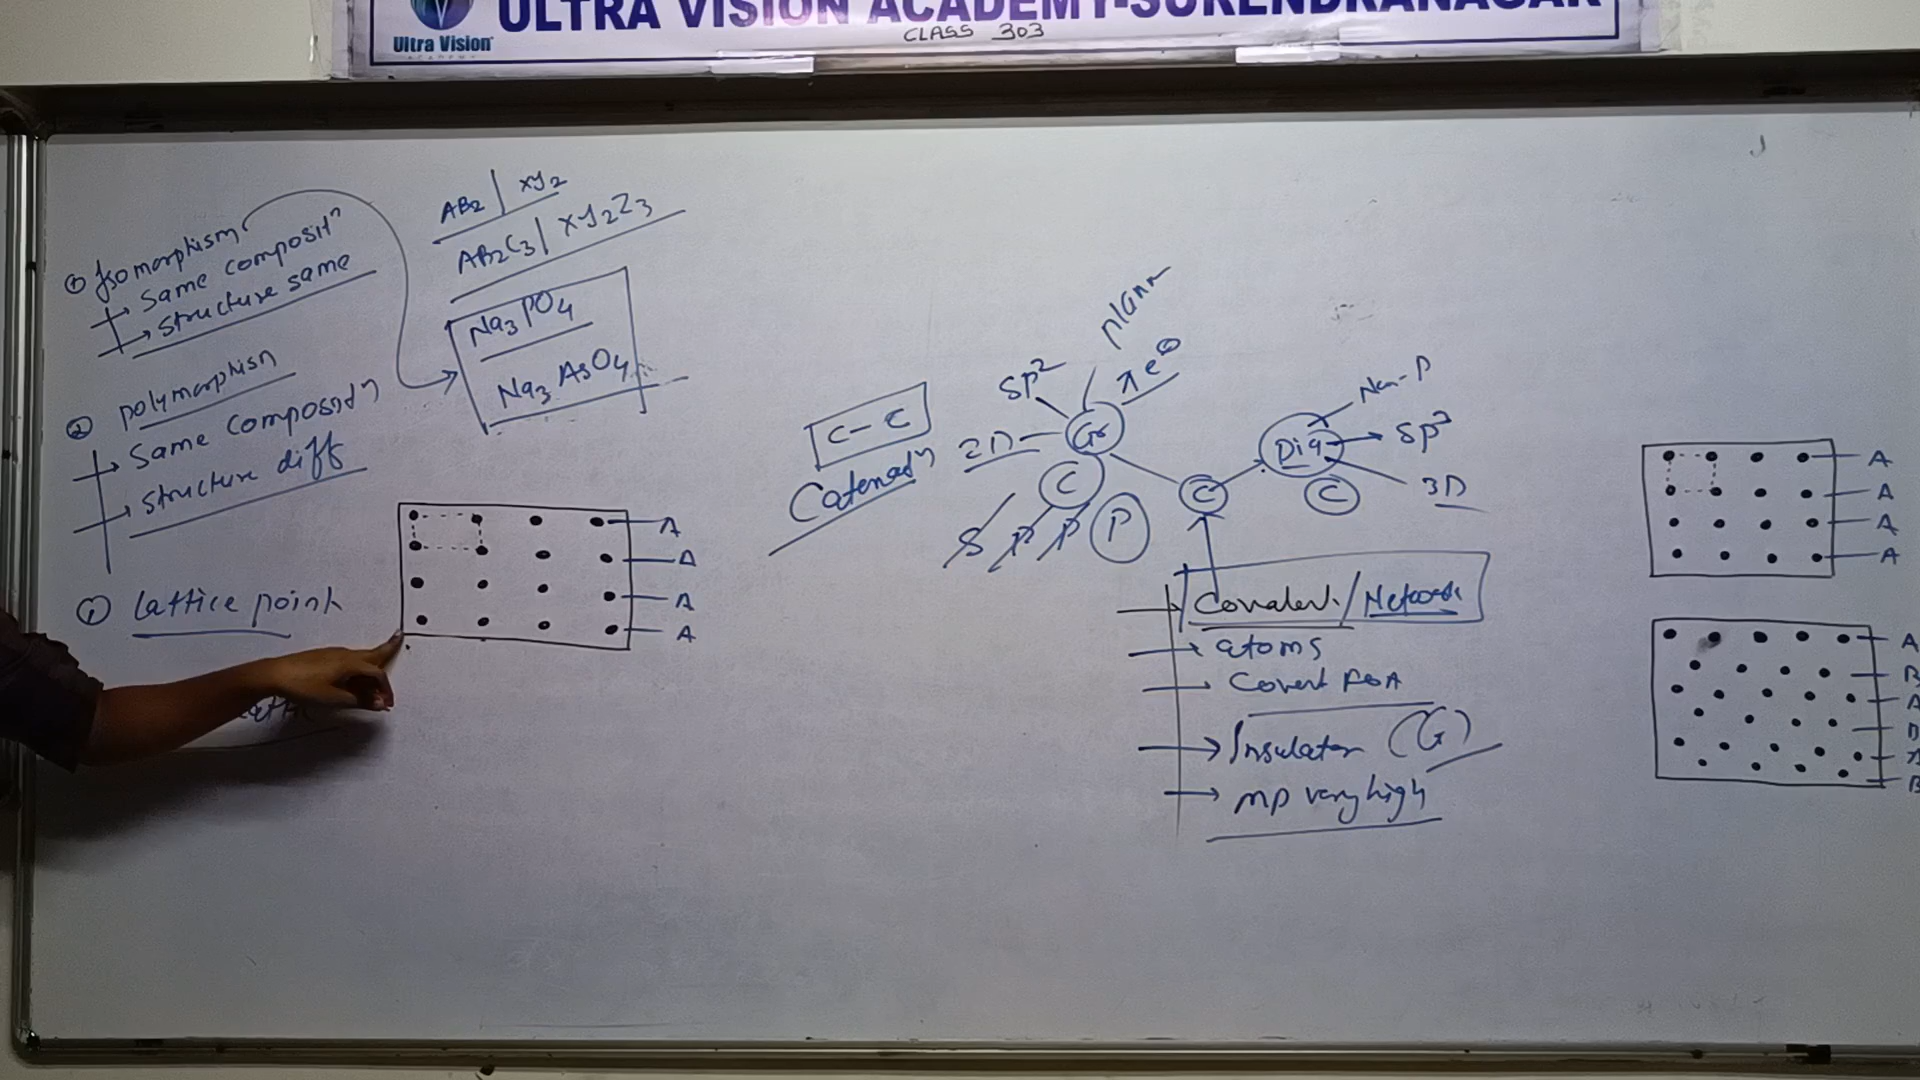 ULTRA VISION ACADEMY-SURENDRANAGAR
Ultra Vision
ACADEMY
CLASS 303
① Isomorphism
→ Same compositⁿ
→ Structure same
② polymorphism
→ Same compositⁿ
→ Structure diff
① Lattice point
AB2 | xy2
AB2C3 | xy2z3
Na3PO4
Na3AsO4
A
A
A
A
C-C
Catenatⁿ
SP2
planar
πe⊖
2D
Gr
C
S P P P
C
Dia
C
Non-P
SP3
3D
Covalent/Network
→ atoms
→ Covent FOA
→ Insulator (G)
→ mp very high
A
A
A
A
A
B
A
B
A
B